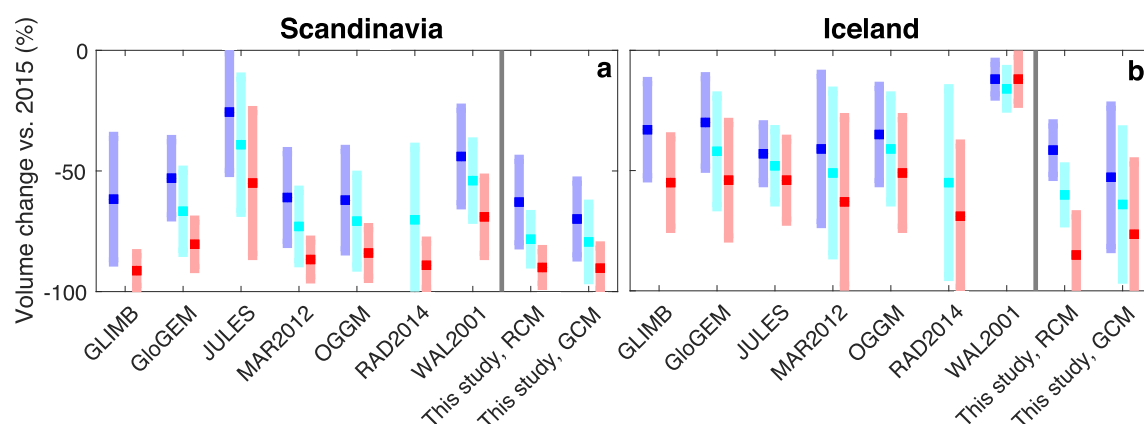 Scandinavia
Iceland
Volume change vs. 2015 (%)
0
-50
-100
a
b
GLIMB
GloGEM
JULES
MAR2012
OGGM
RAD2014
WAL2001
This study, RCM
This study, GCM
GLIMB
GloGEM
JULES
MAR2012
OGGM
RAD2014
WAL2001
This study, RCM
This study, GCM